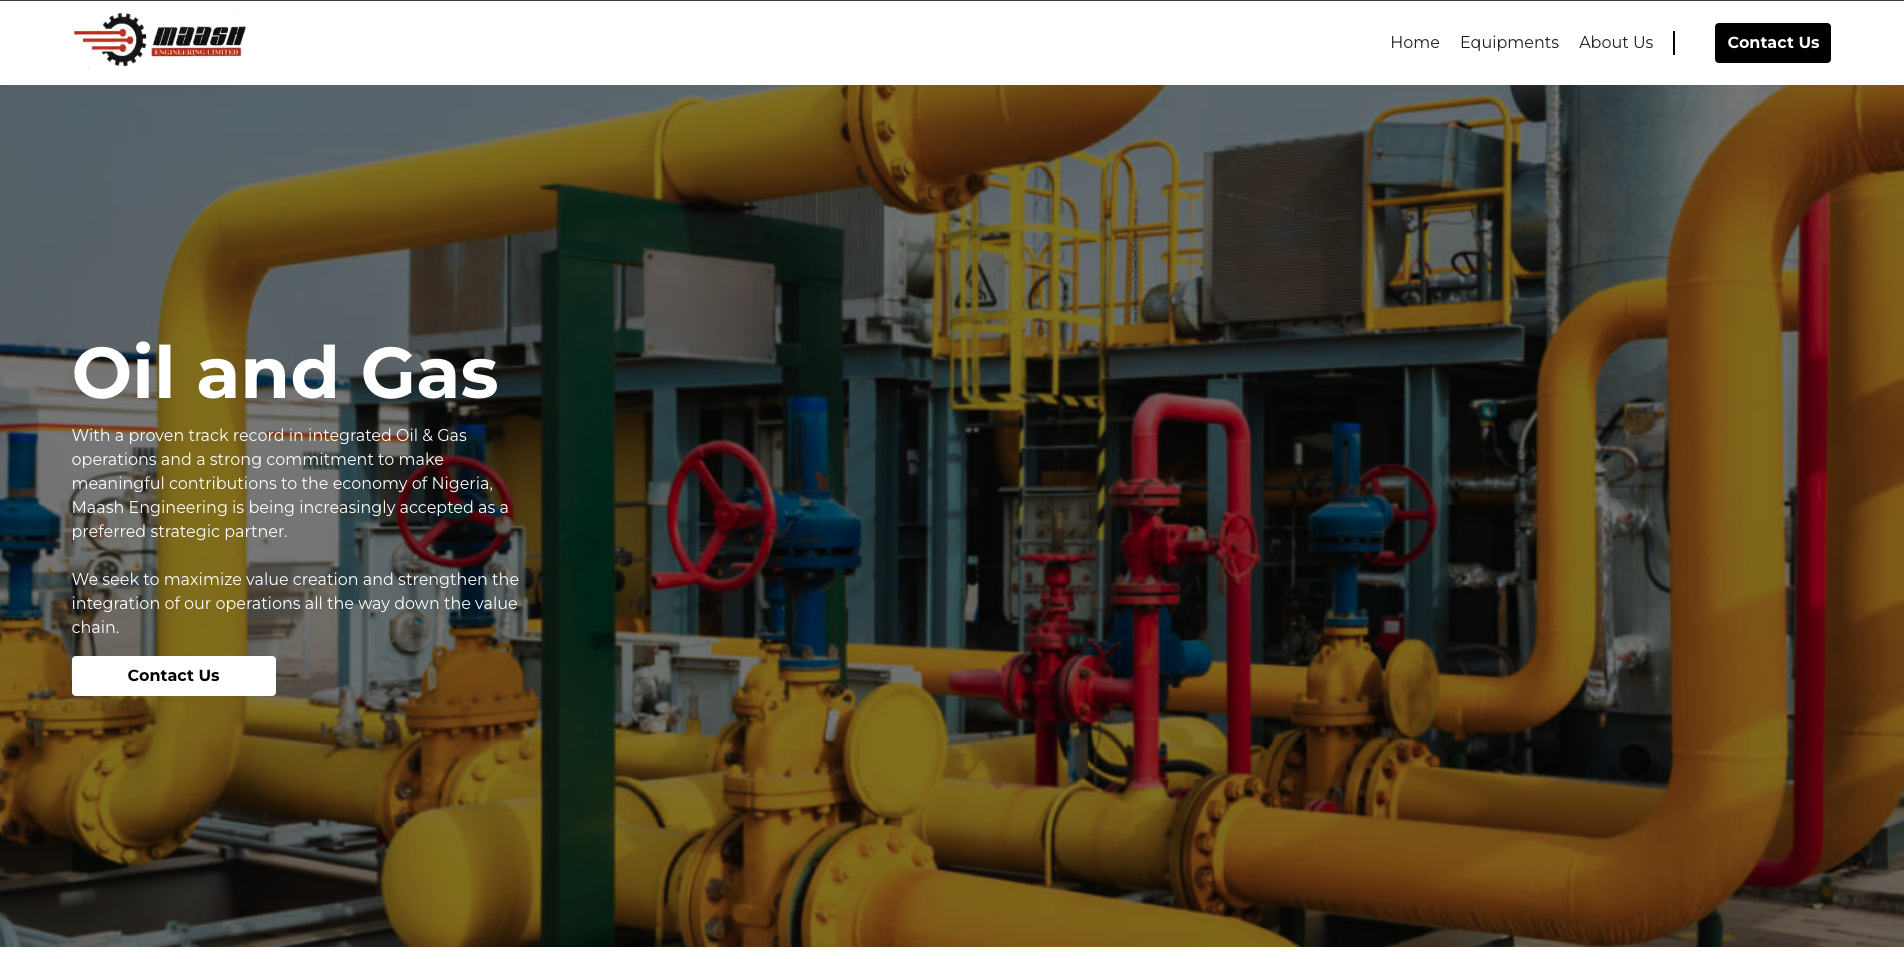 MAASH
ENGINEERING LIMITED
Home Equipments About Us Contact Us
Oil and Gas
With a proven track record in integrated Oil & Gas
operations and a strong commitment to make
meaningful contributions to the economy of Nigeria,
Maash Engineering is being increasingly accepted as a
preferred strategic partner.
We seek to maximize value creation and strengthen the
integration of our operations all the way down the value
chain.
Contact Us